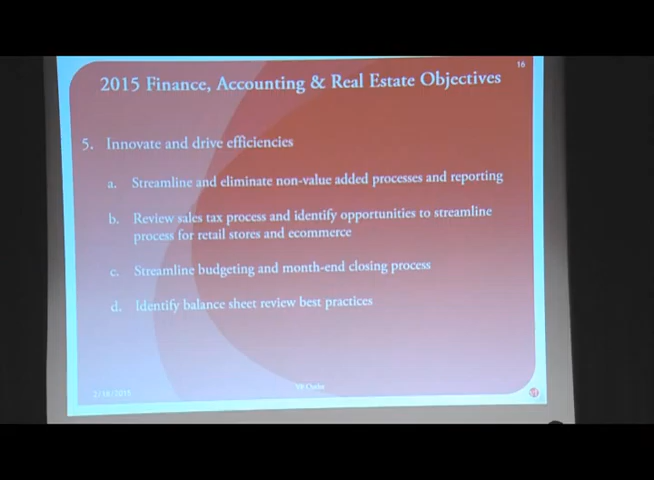 16
2015 Finance, Accounting & Real Estate Objectives
5. Innovate and drive efficiencies
a. Streamline and eliminate non-value added processes and reporting
b. Review sales tax process and identify opportunities to streamline
process for retail stores and ecommerce
c. Streamline budgeting and month-end closing process
d. Identify balance sheet review best practices